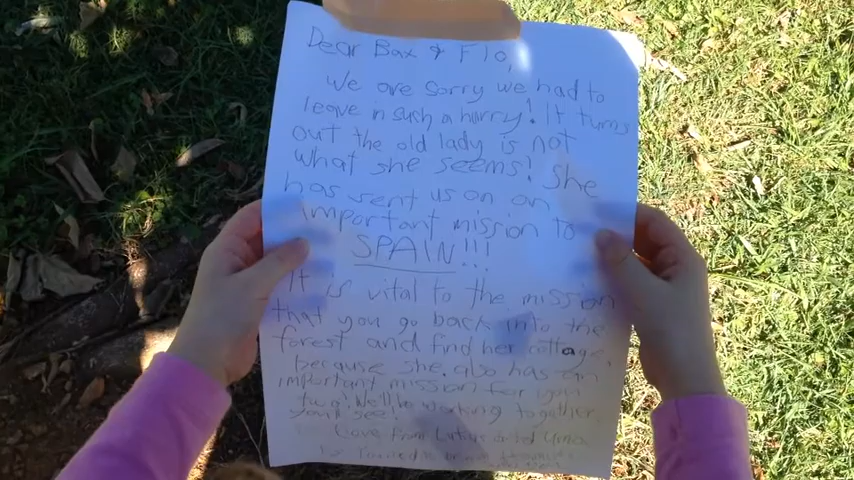 Dear Bax & Flo,
We are sorry we had to
leave in such a hurry! It turns
out the old lady is not
what she seems! She
has sent us on an
important mission to
SPAIN!!!
It is vital to the mission
that you go back into the
forest and find her cottage,
because she also has an
important mission for you
two! We'll be working together,
you'll see!
Love from